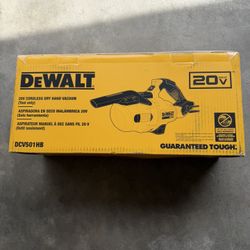 DEWALT
20V
20V CORDLESS DRY HAND VACUUM
(Tool only)
ASPIRADORA EN SECO INALÁMBRICA 20V
(Solo herramienta)
ASPIRATEUR MANUEL À SEC SANS FIL 20 V
(Outil seulement)
DCV501HB
GUARANTEED TOUGH.